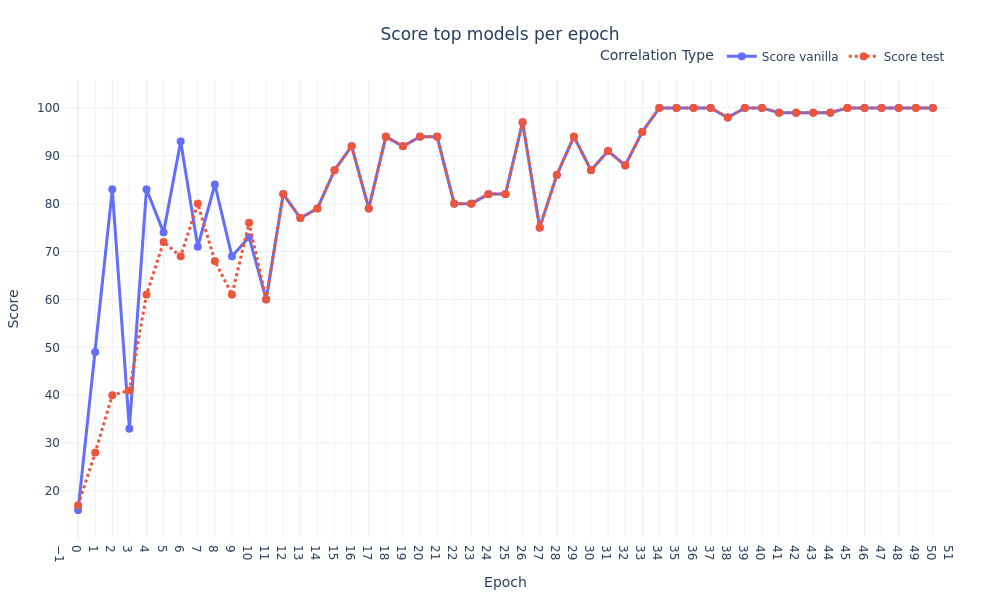 Score top models per epoch
Correlation Type Score vanilla Score test
100
90
80
70
60
50
40
30
20
Score
−1 0 1 2 3 4 5 6 7 8 9 10 11 12 13 14 15 16 17 18 19 20 21 22 23 24 25 26 27 28 29 30 31 32 33 34 35 36 37 38 39 40 41 42 43 44 45 46 47 48 49 50 51
Epoch